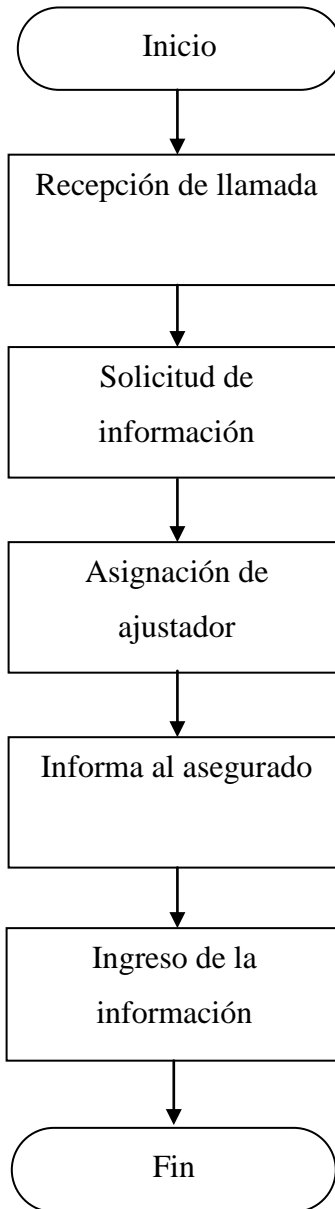 Inicio
Recepción de llamada
Solicitud de
información
Asignación de
ajustador
Informa al asegurado
Ingreso de la
información
Fin